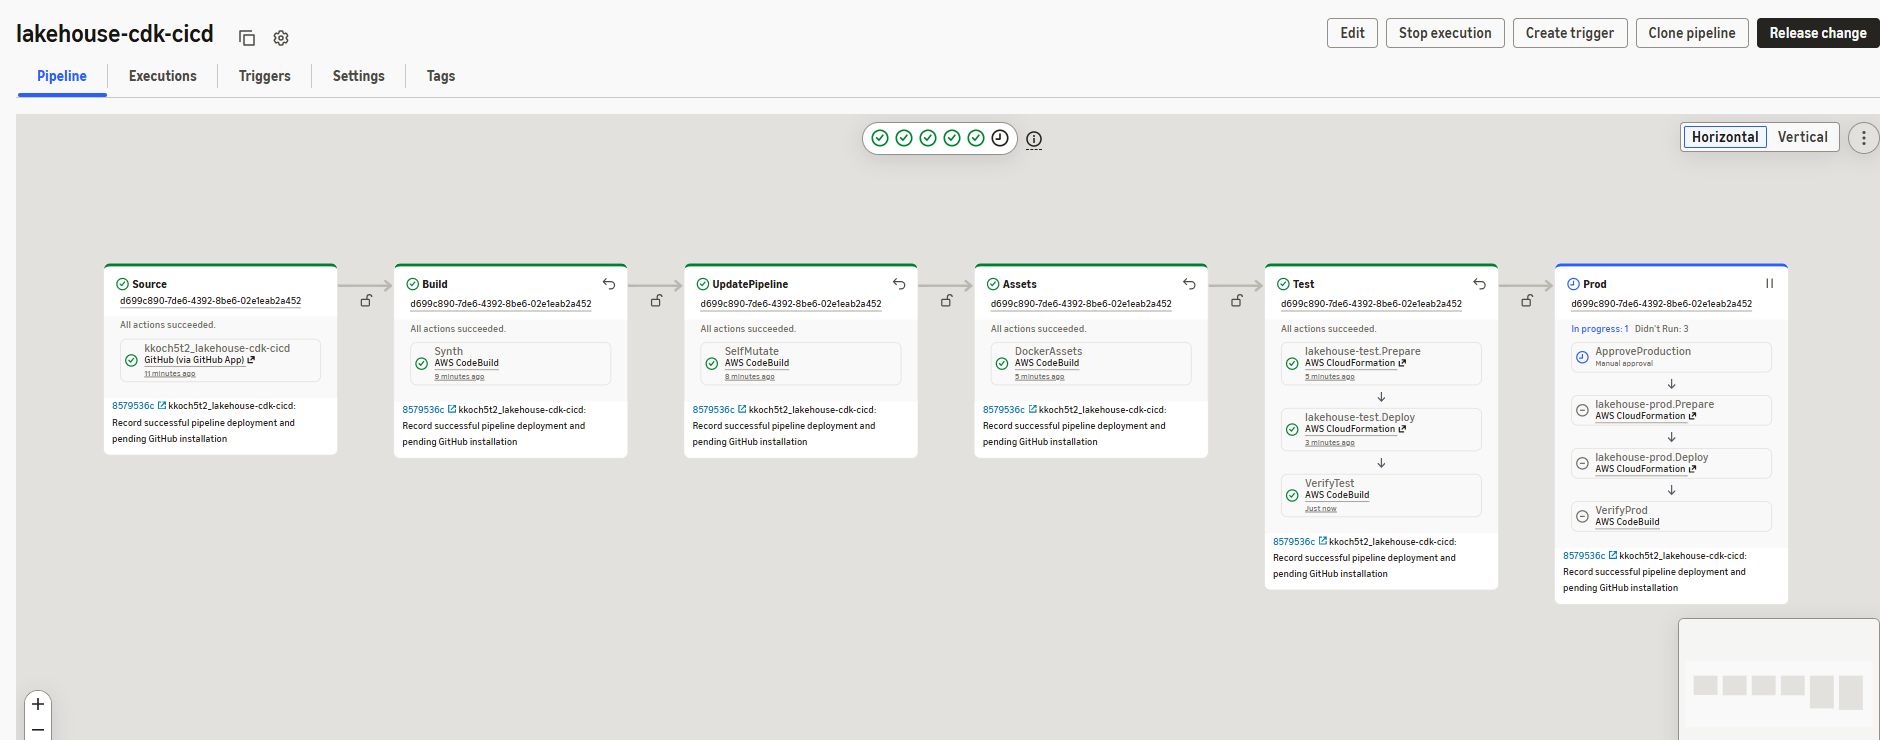 lakehouse-cdk-cicd
Edit
Stop execution
Create trigger
Clone pipeline
Release change
Pipeline
Executions
Triggers
Settings
Tags
Horizontal
Vertical
Source
d699c890-7de6-4392-8be6-02e1eab2a452
All actions succeeded.
kkoch5t2_lakehouse-cdk-cicd
GitHub (via GitHub App)
11 minutes ago
8579536c kkoch5t2_lakehouse-cdk-cicd:
Record successful pipeline deployment and
pending GitHub installation
Build
d699c890-7de6-4392-8be6-02e1eab2a452
All actions succeeded.
Synth
AWS CodeBuild
9 minutes ago
8579536c kkoch5t2_lakehouse-cdk-cicd:
Record successful pipeline deployment and
pending GitHub installation
UpdatePipeline
d699c890-7de6-4392-8be6-02e1eab2a452
All actions succeeded.
SelfMutate
AWS CodeBuild
8 minutes ago
8579536c kkoch5t2_lakehouse-cdk-cicd:
Record successful pipeline deployment and
pending GitHub installation
Assets
d699c890-7de6-4392-8be6-02e1eab2a452
All actions succeeded.
DockerAssets
AWS CodeBuild
5 minutes ago
8579536c kkoch5t2_lakehouse-cdk-cicd:
Record successful pipeline deployment and
pending GitHub installation
Test
d699c890-7de6-4392-8be6-02e1eab2a452
All actions succeeded.
lakehouse-test.Prepare
AWS CloudFormation
5 minutes ago
lakehouse-test.Deploy
AWS CloudFormation
3 minutes ago
VerifyTest
AWS CodeBuild
Just now
8579536c kkoch5t2_lakehouse-cdk-cicd:
Record successful pipeline deployment and
pending GitHub installation
Prod
d699c890-7de6-4392-8be6-02e1eab2a452
In progress: 1 Didn't Run: 3
ApproveProduction
Manual approval
lakehouse-prod.Prepare
AWS CloudFormation
lakehouse-prod.Deploy
AWS CloudFormation
VerifyProd
AWS CodeBuild
8579536c kkoch5t2_lakehouse-cdk-cicd:
Record successful pipeline deployment and
pending GitHub installation